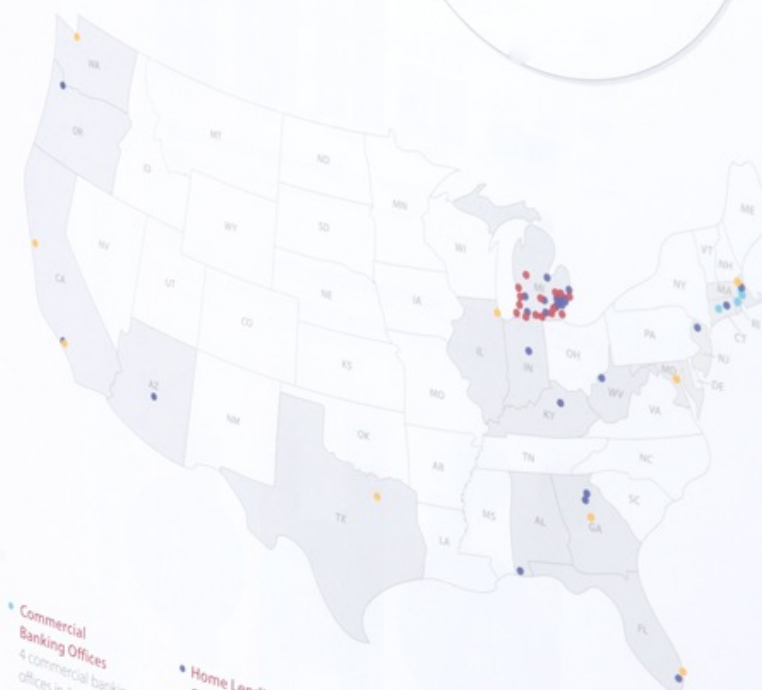 WA
OR
MT
ID
ND
MN
WY
SD
WI
MI
NV
UT
NE
IA
CA
CO
IL
IN
OH
PA
NY
VT
NH
ME
MA
CT
NJ
DE
AZ
NM
KS
MO
KY
WV
VA
OK
AR
TN
NC
SC
TX
LA
MS
AL
GA
FL
Commercial
Banking Offices
4 commercial
offices in
Home